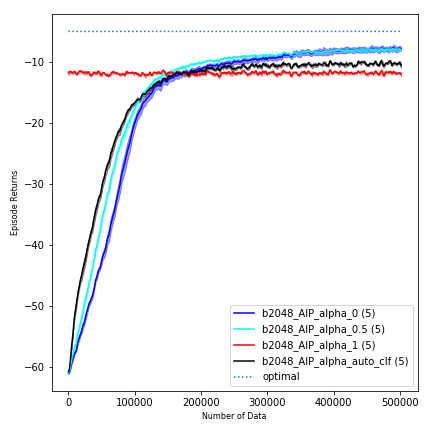 −10
−20
−30
−40
−50
−60
Episode Returns
0
100000
200000
300000
400000
500000
Number of Data
b2048_AIP_alpha_0 (5)
b2048_AIP_alpha_0.5 (5)
b2048_AIP_alpha_1 (5)
b2048_AIP_alpha_auto_clf (5)
optimal